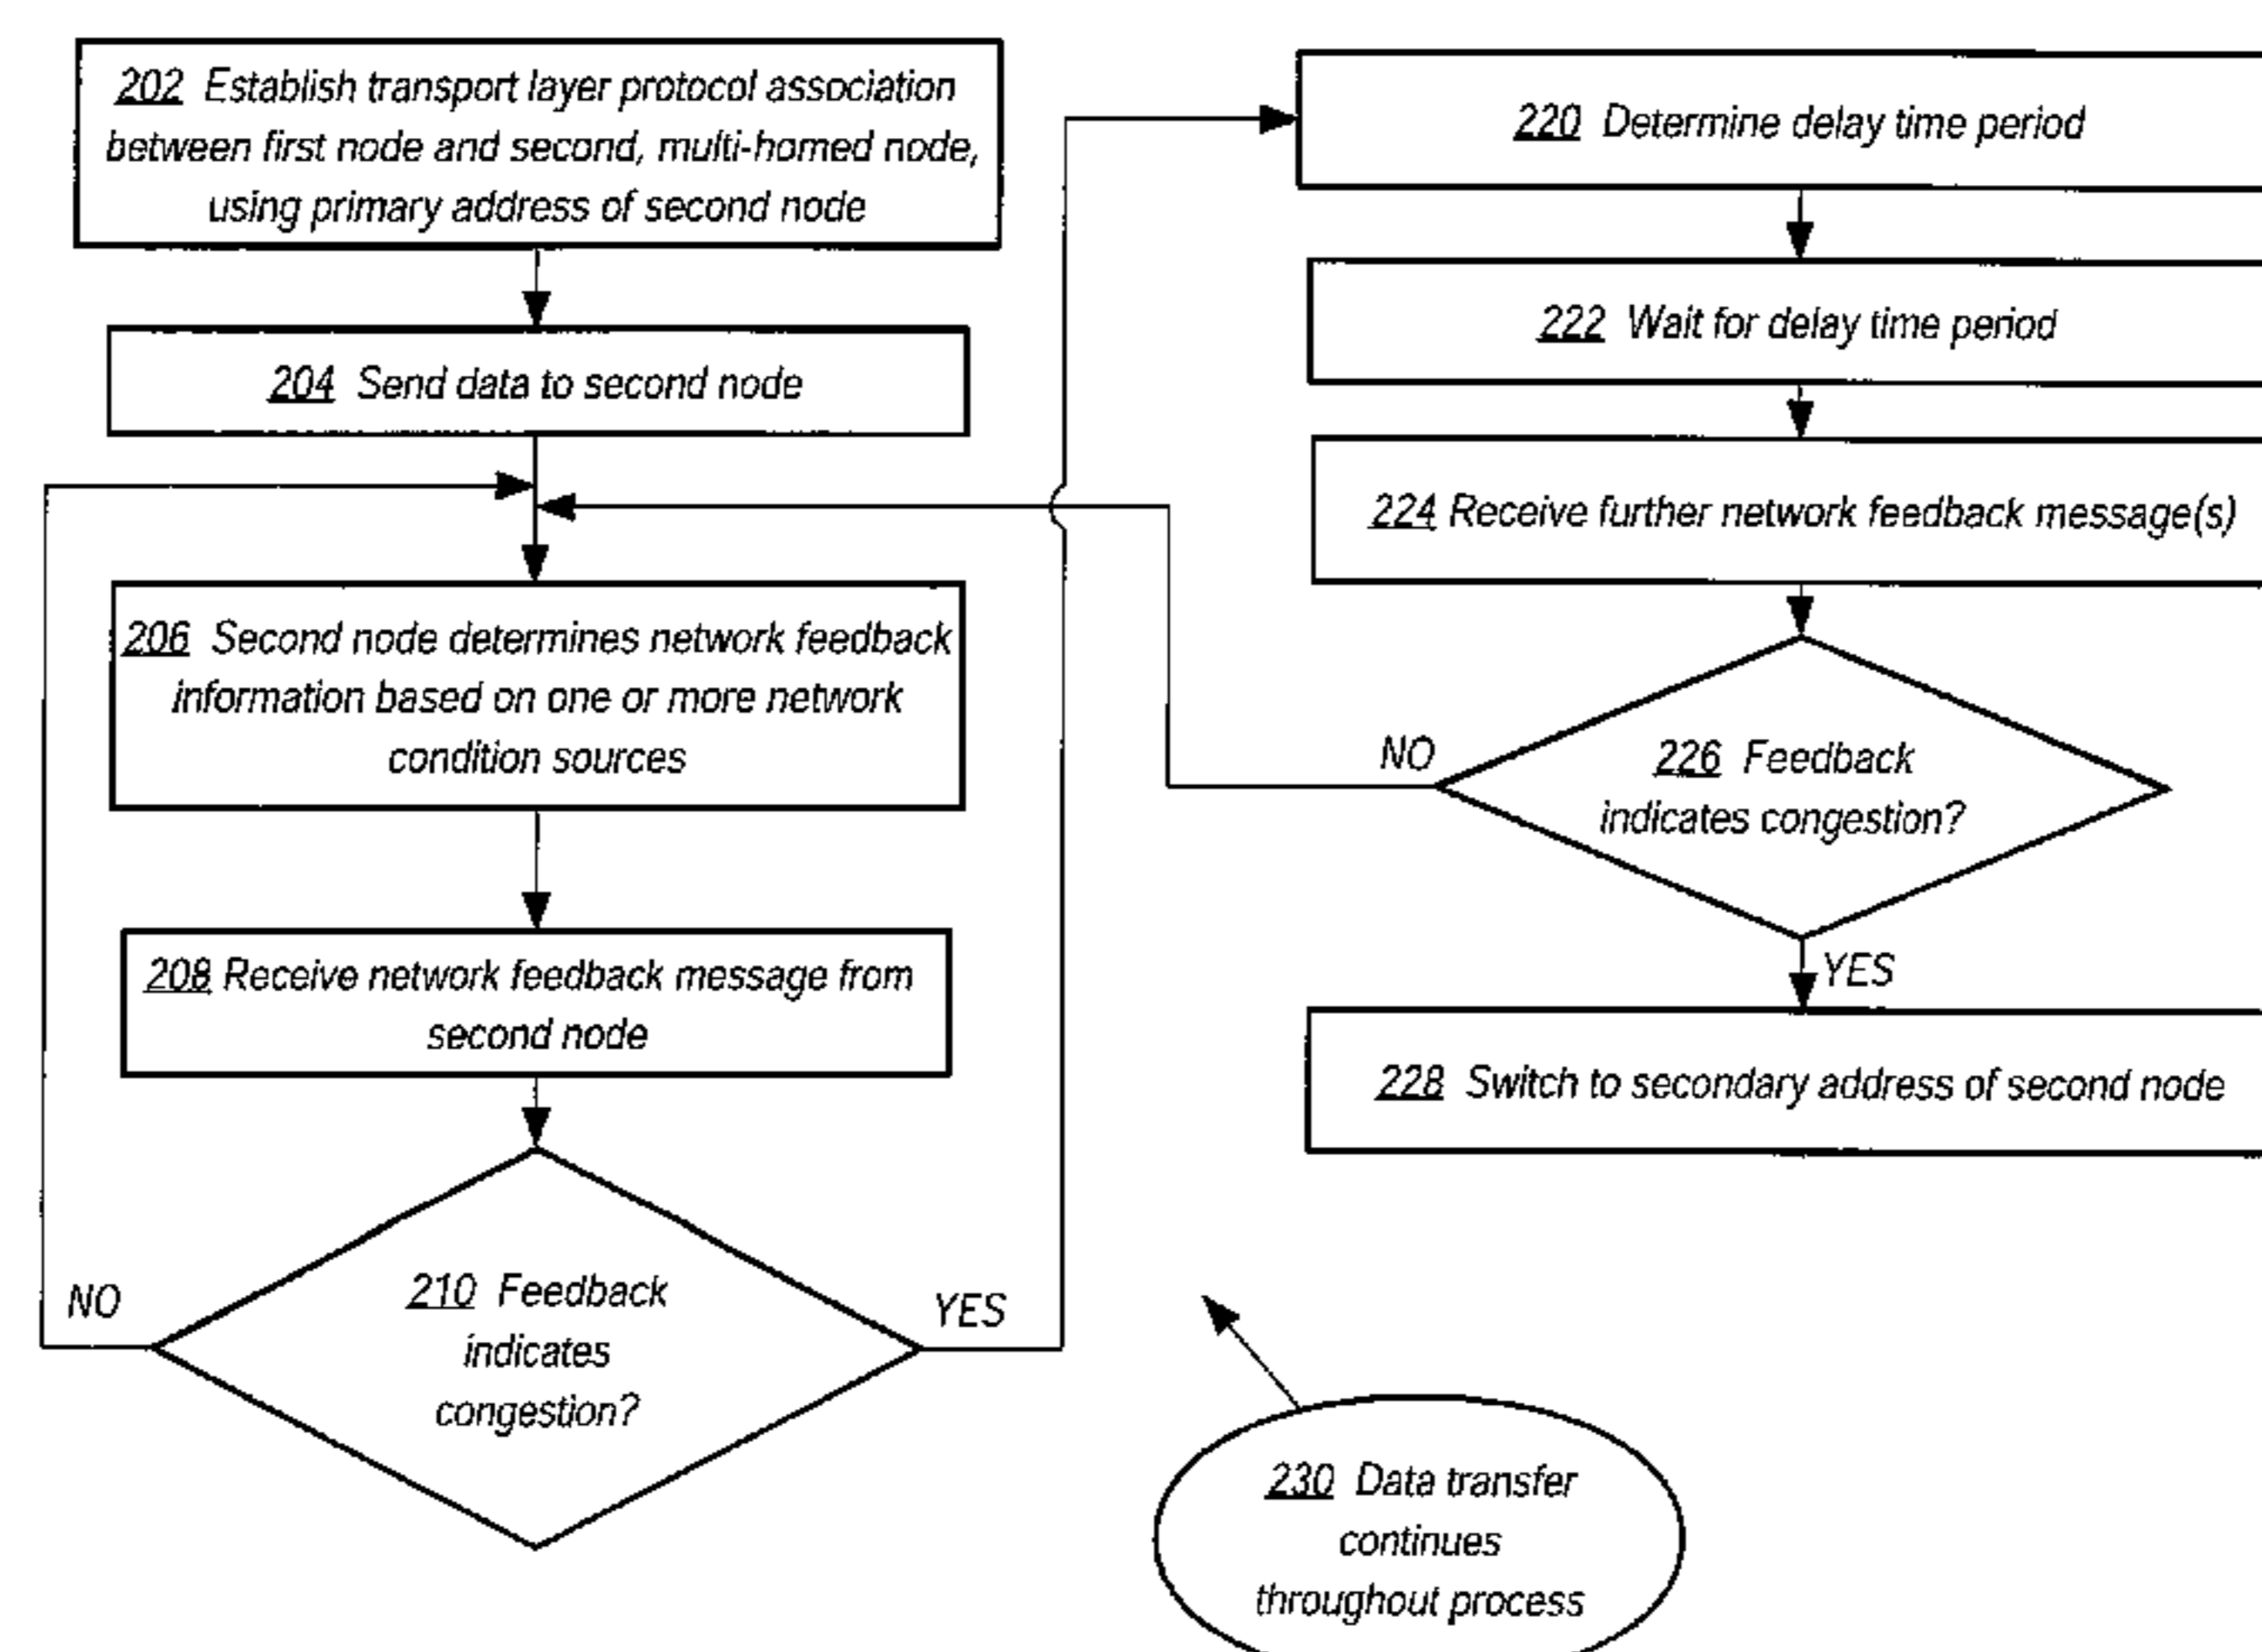 202 Establish transport layer protocol association
between first node and second, multi-homed node,
using primary address of second node
204 Send data to second node
206 Second node determines network feedback
information based on one or more network
condition sources
208 Receive network feedback message from
second node
210 Feedback
indicates
congestion?
NO
YES
220 Determine delay time period
222 Wait for delay time period
224 Receive further network feedback message(s)
226 Feedback
indicates congestion?
NO
YES
228 Switch to secondary address of second node
230 Data transfer
continues
throughout process